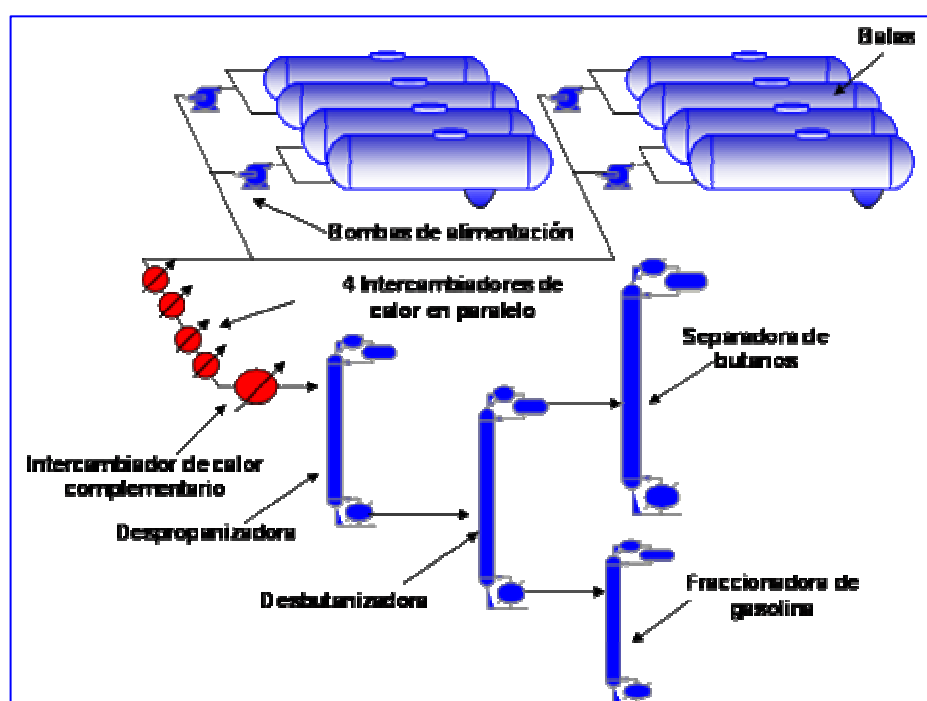 Balas
Bombas de alimentación
4 Intercambiadores de
calor en paralelo
Separadora de
butanos
Intercambiador de calor
complementario
Despropanizadora
Desbutanizadora
Fraccionadora de
gasolina